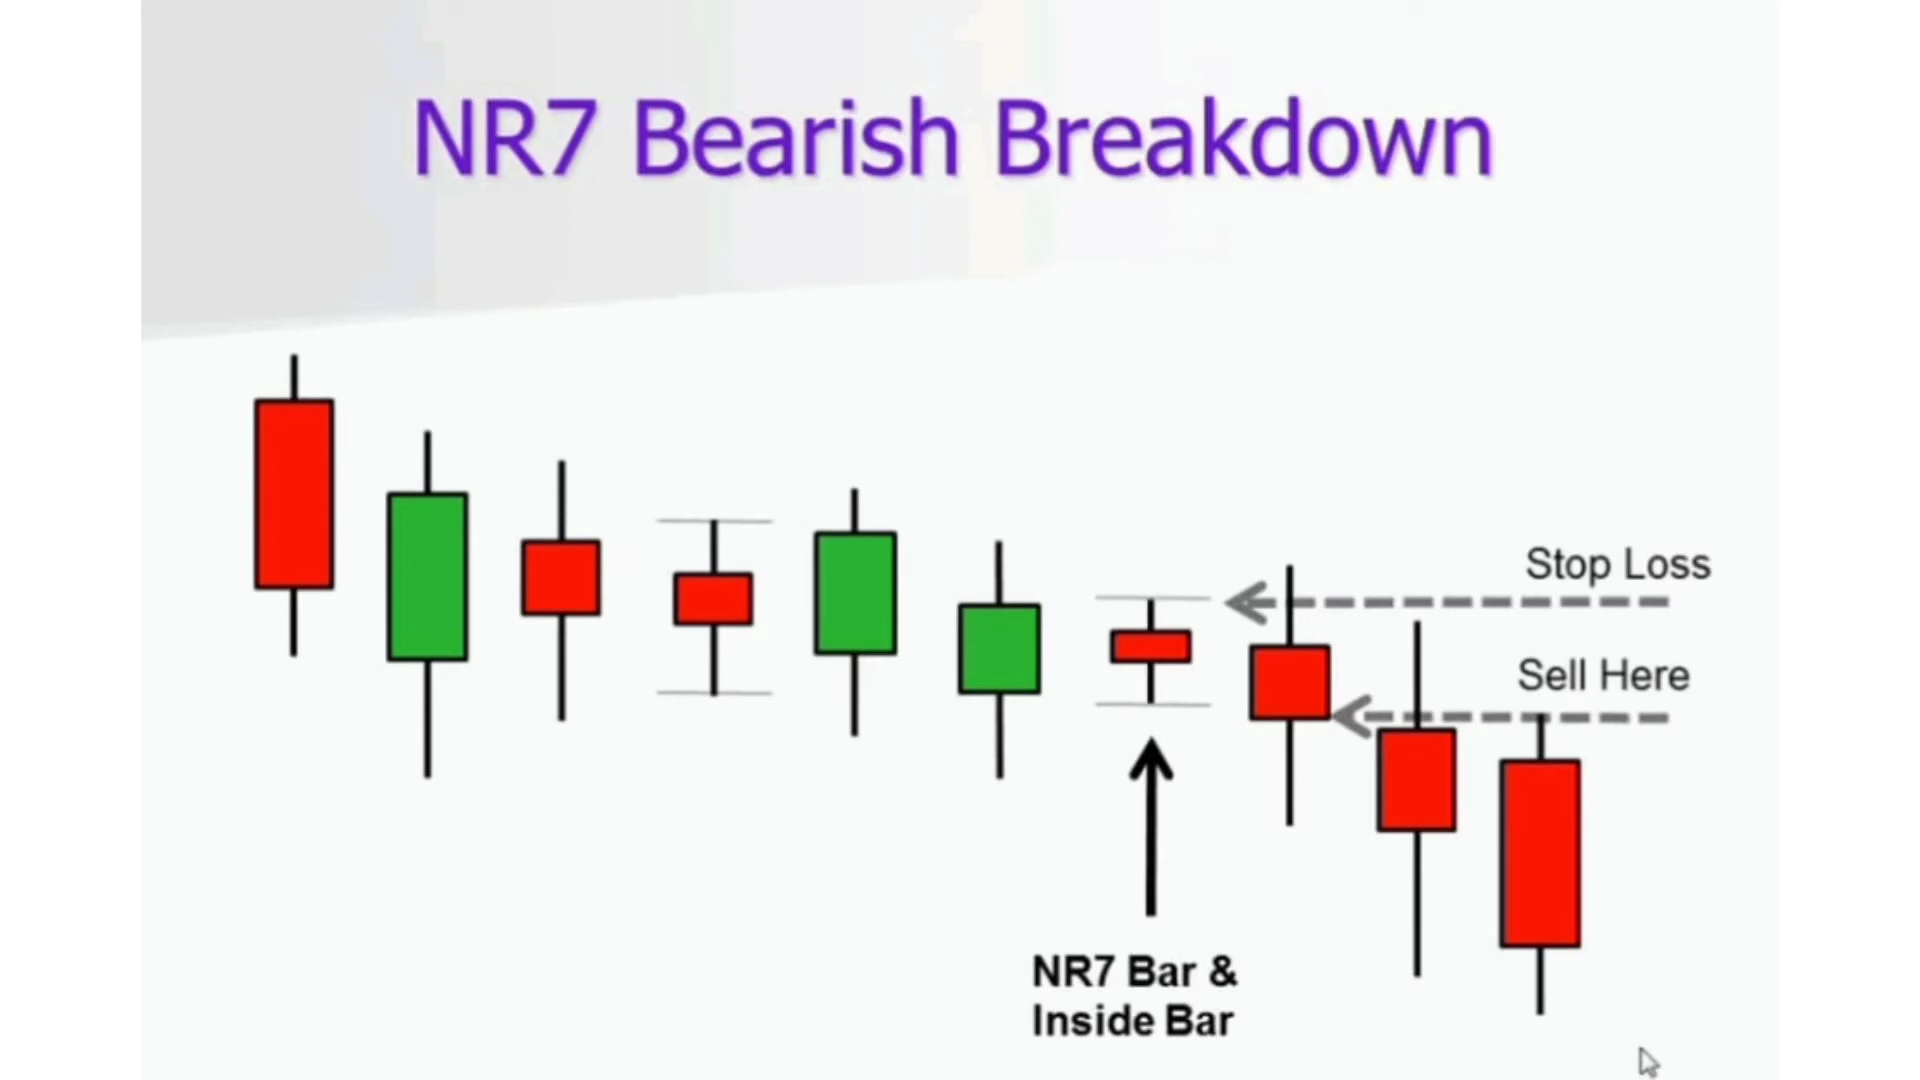 NR7 Bearish Breakdown
Stop Loss
Sell Here
NR7 Bar &
Inside Bar